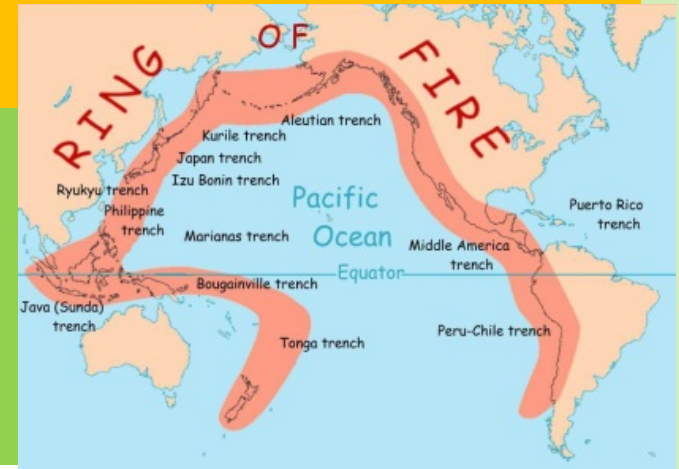 RING OF FIRE
Aleutian trench
Kurile trench
Japan trench
Izu Bonin trench
Ryukyu trench
Philippine
trench
Marianas trench
Pacific
Ocean
Equator
Bougainville trench
Java (Sunda)
trench
Tonga trench
Middle America
trench
Puerto Rico
trench
Peru-Chile trench